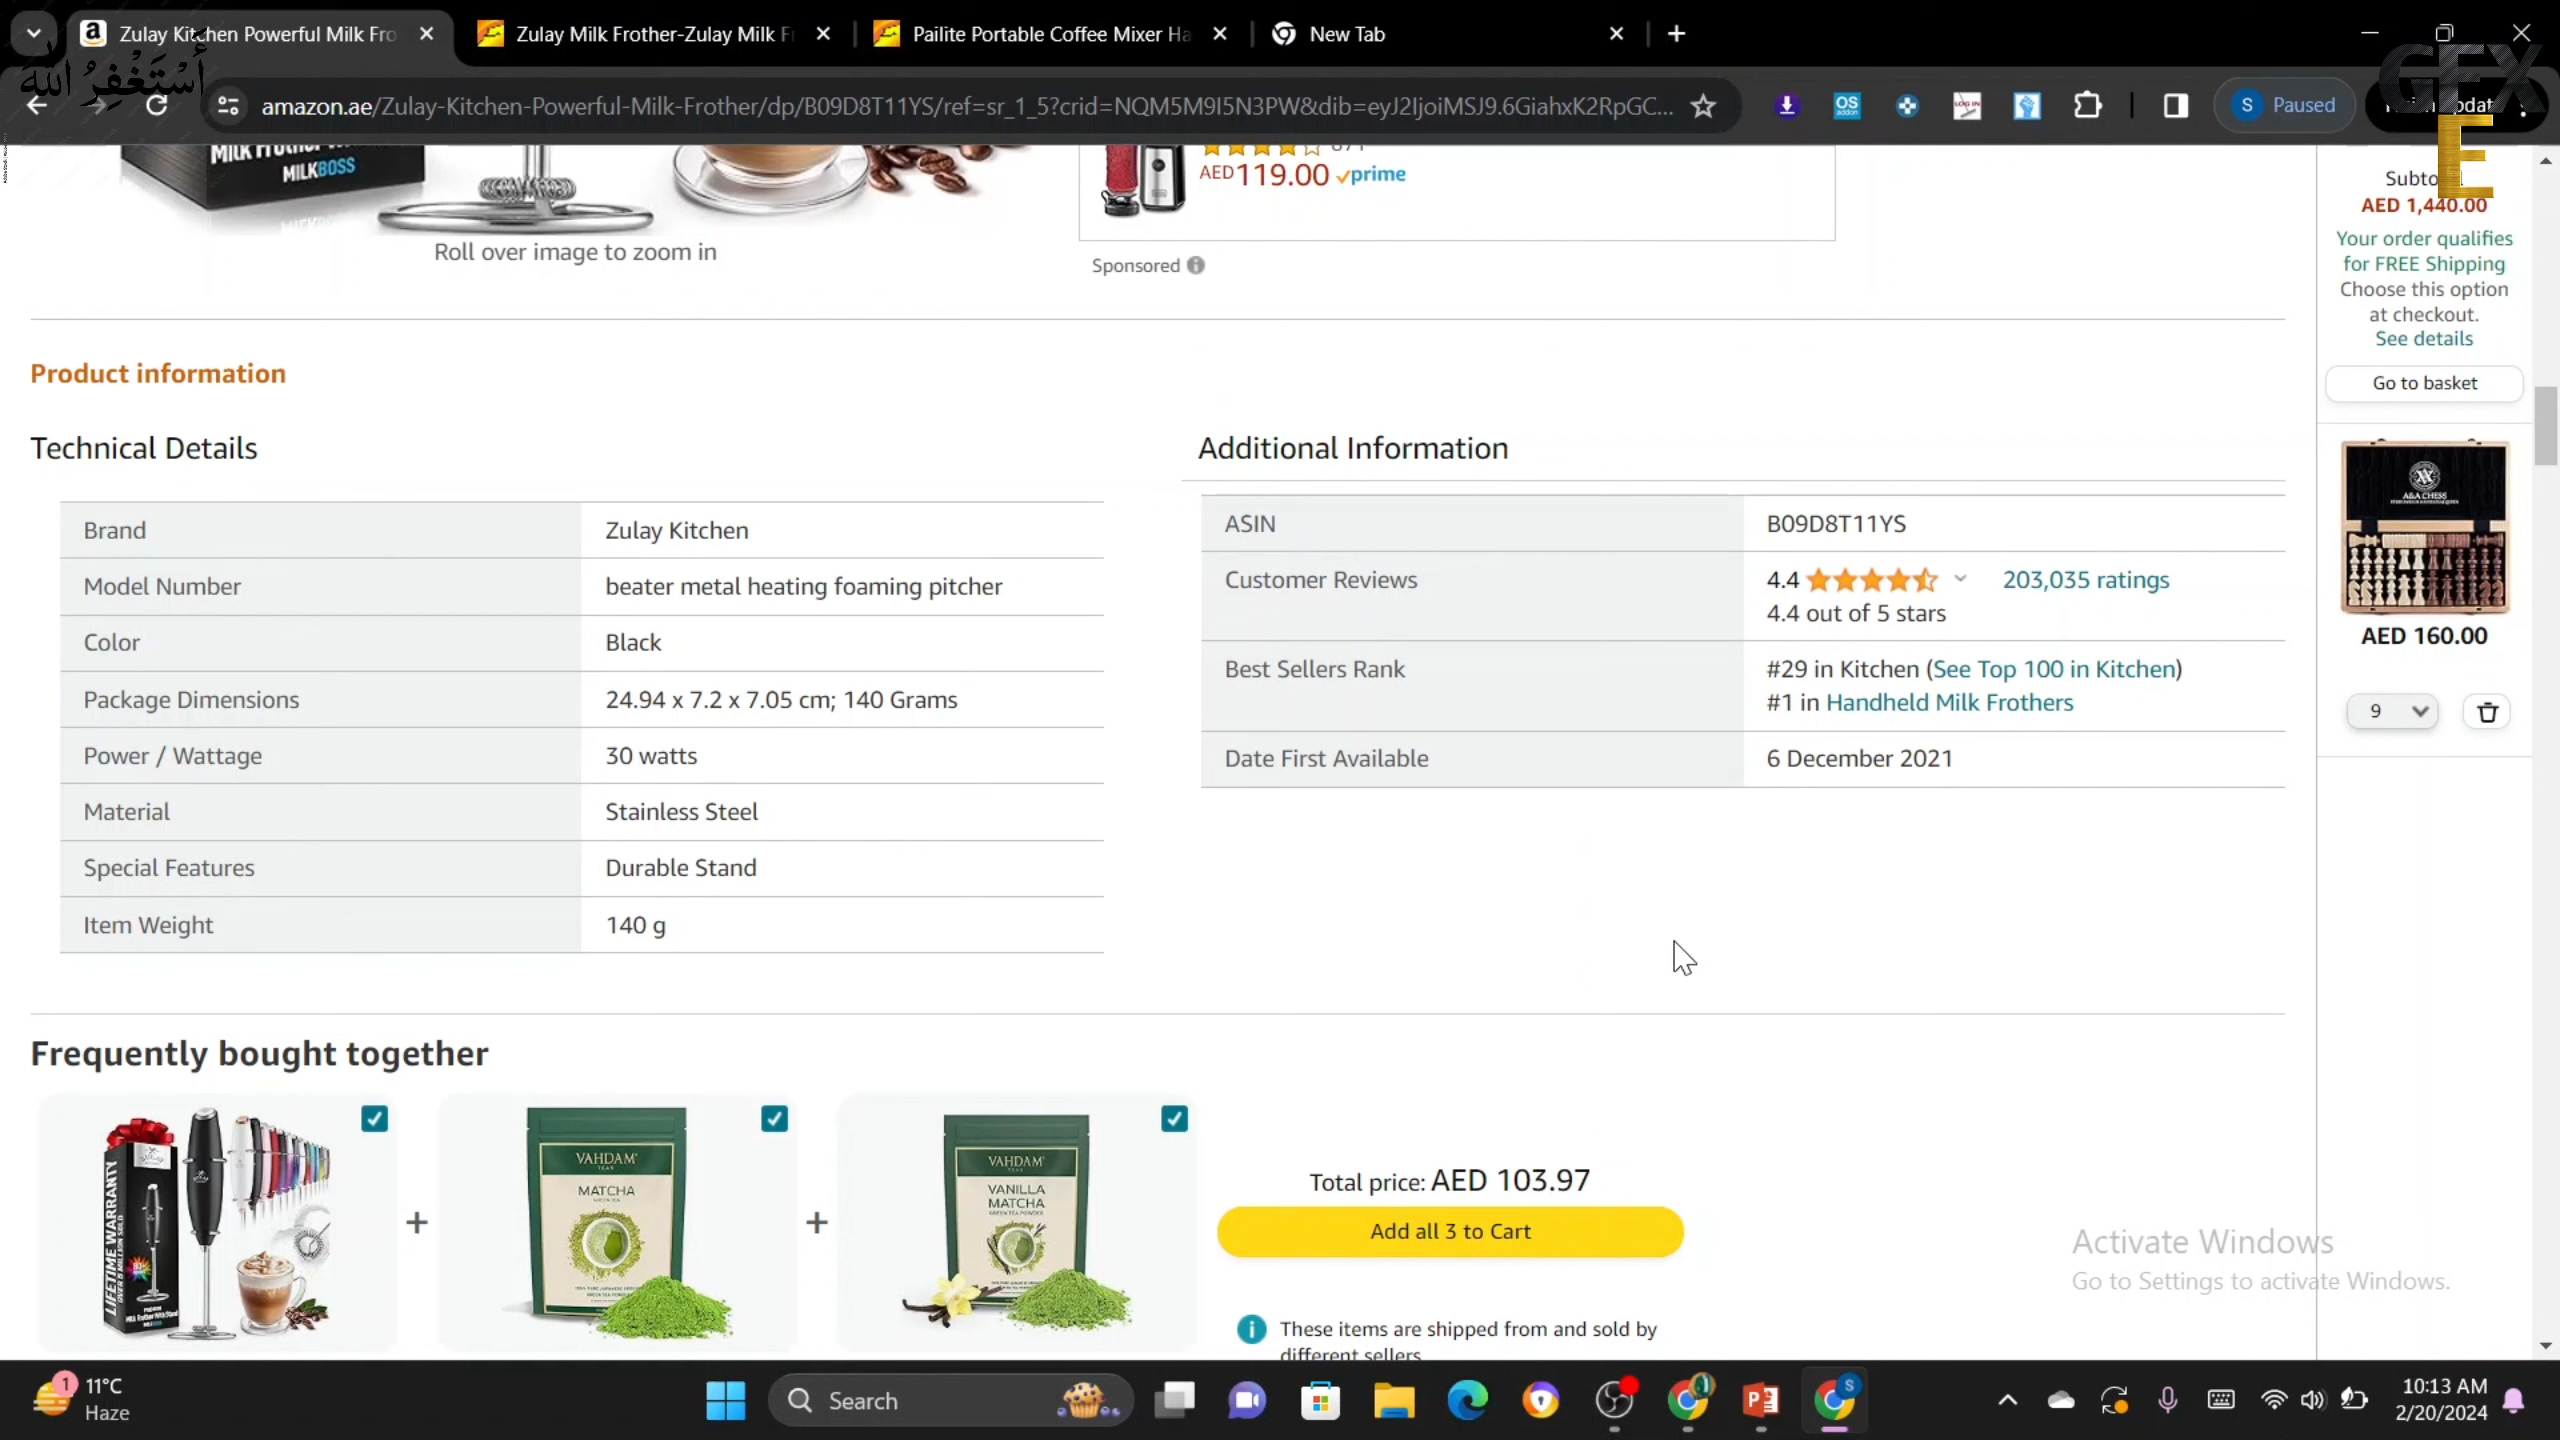 Zulay Kitchen Powerful Milk Fro
Zulay Milk Frother-Zulay Milk F
Pailite Portable Coffee Mixer Ha
New Tab
أَسْتَغْفِرُ اللّٰه
amazon.ae/Zulay-Kitchen-Powerful-Milk-Frother/dp/B09D8T11YS/ref=sr_1_5?crid=NQM5M9I5N3PW&dib=eyJ2IjoiMSJ9.6GiahxK2RpGC...
OS
addon
LOG IN
S
Paused
GFX
E
MILKBOSS
AED119.00 prime
Roll over image to zoom in
Sponsored
Product information
Technical Details
Brand Zulay Kitchen
Model Number beater metal heating foaming pitcher
Color Black
Package Dimensions 24.94 x 7.2 x 7.05 cm; 140 Grams
Power / Wattage 30 watts
Material Stainless Steel
Special Features Durable Stand
Item Weight 140 g
Additional Information
ASIN B09D8T11YS
Customer Reviews 4.4 203,035 ratings
4.4 out of 5 stars
Best Sellers Rank #29 in Kitchen (See Top 100 in Kitchen)
#1 in Handheld Milk Frothers
Date First Available 6 December 2021
AED 1,440.00
Your order qualifies
for FREE Shipping
Choose this option
at checkout.
See details
Go to basket
A&A CHESS
AED 160.00
9
Frequently bought together
LIFETIME WARRANTY
VAHDAM
TEAS
MATCHA
GREEN TEA
VAHDAM
TEAS
VANILLA
MATCHA
GREEN TEA POWDER
Total price: AED 103.97
Add all 3 to Cart
These items are shipped from and sold by
different sellers
Activate Windows
Go to Settings to activate Windows.
1
11°C
Haze
Search
S
10:13 AM
2/20/2024